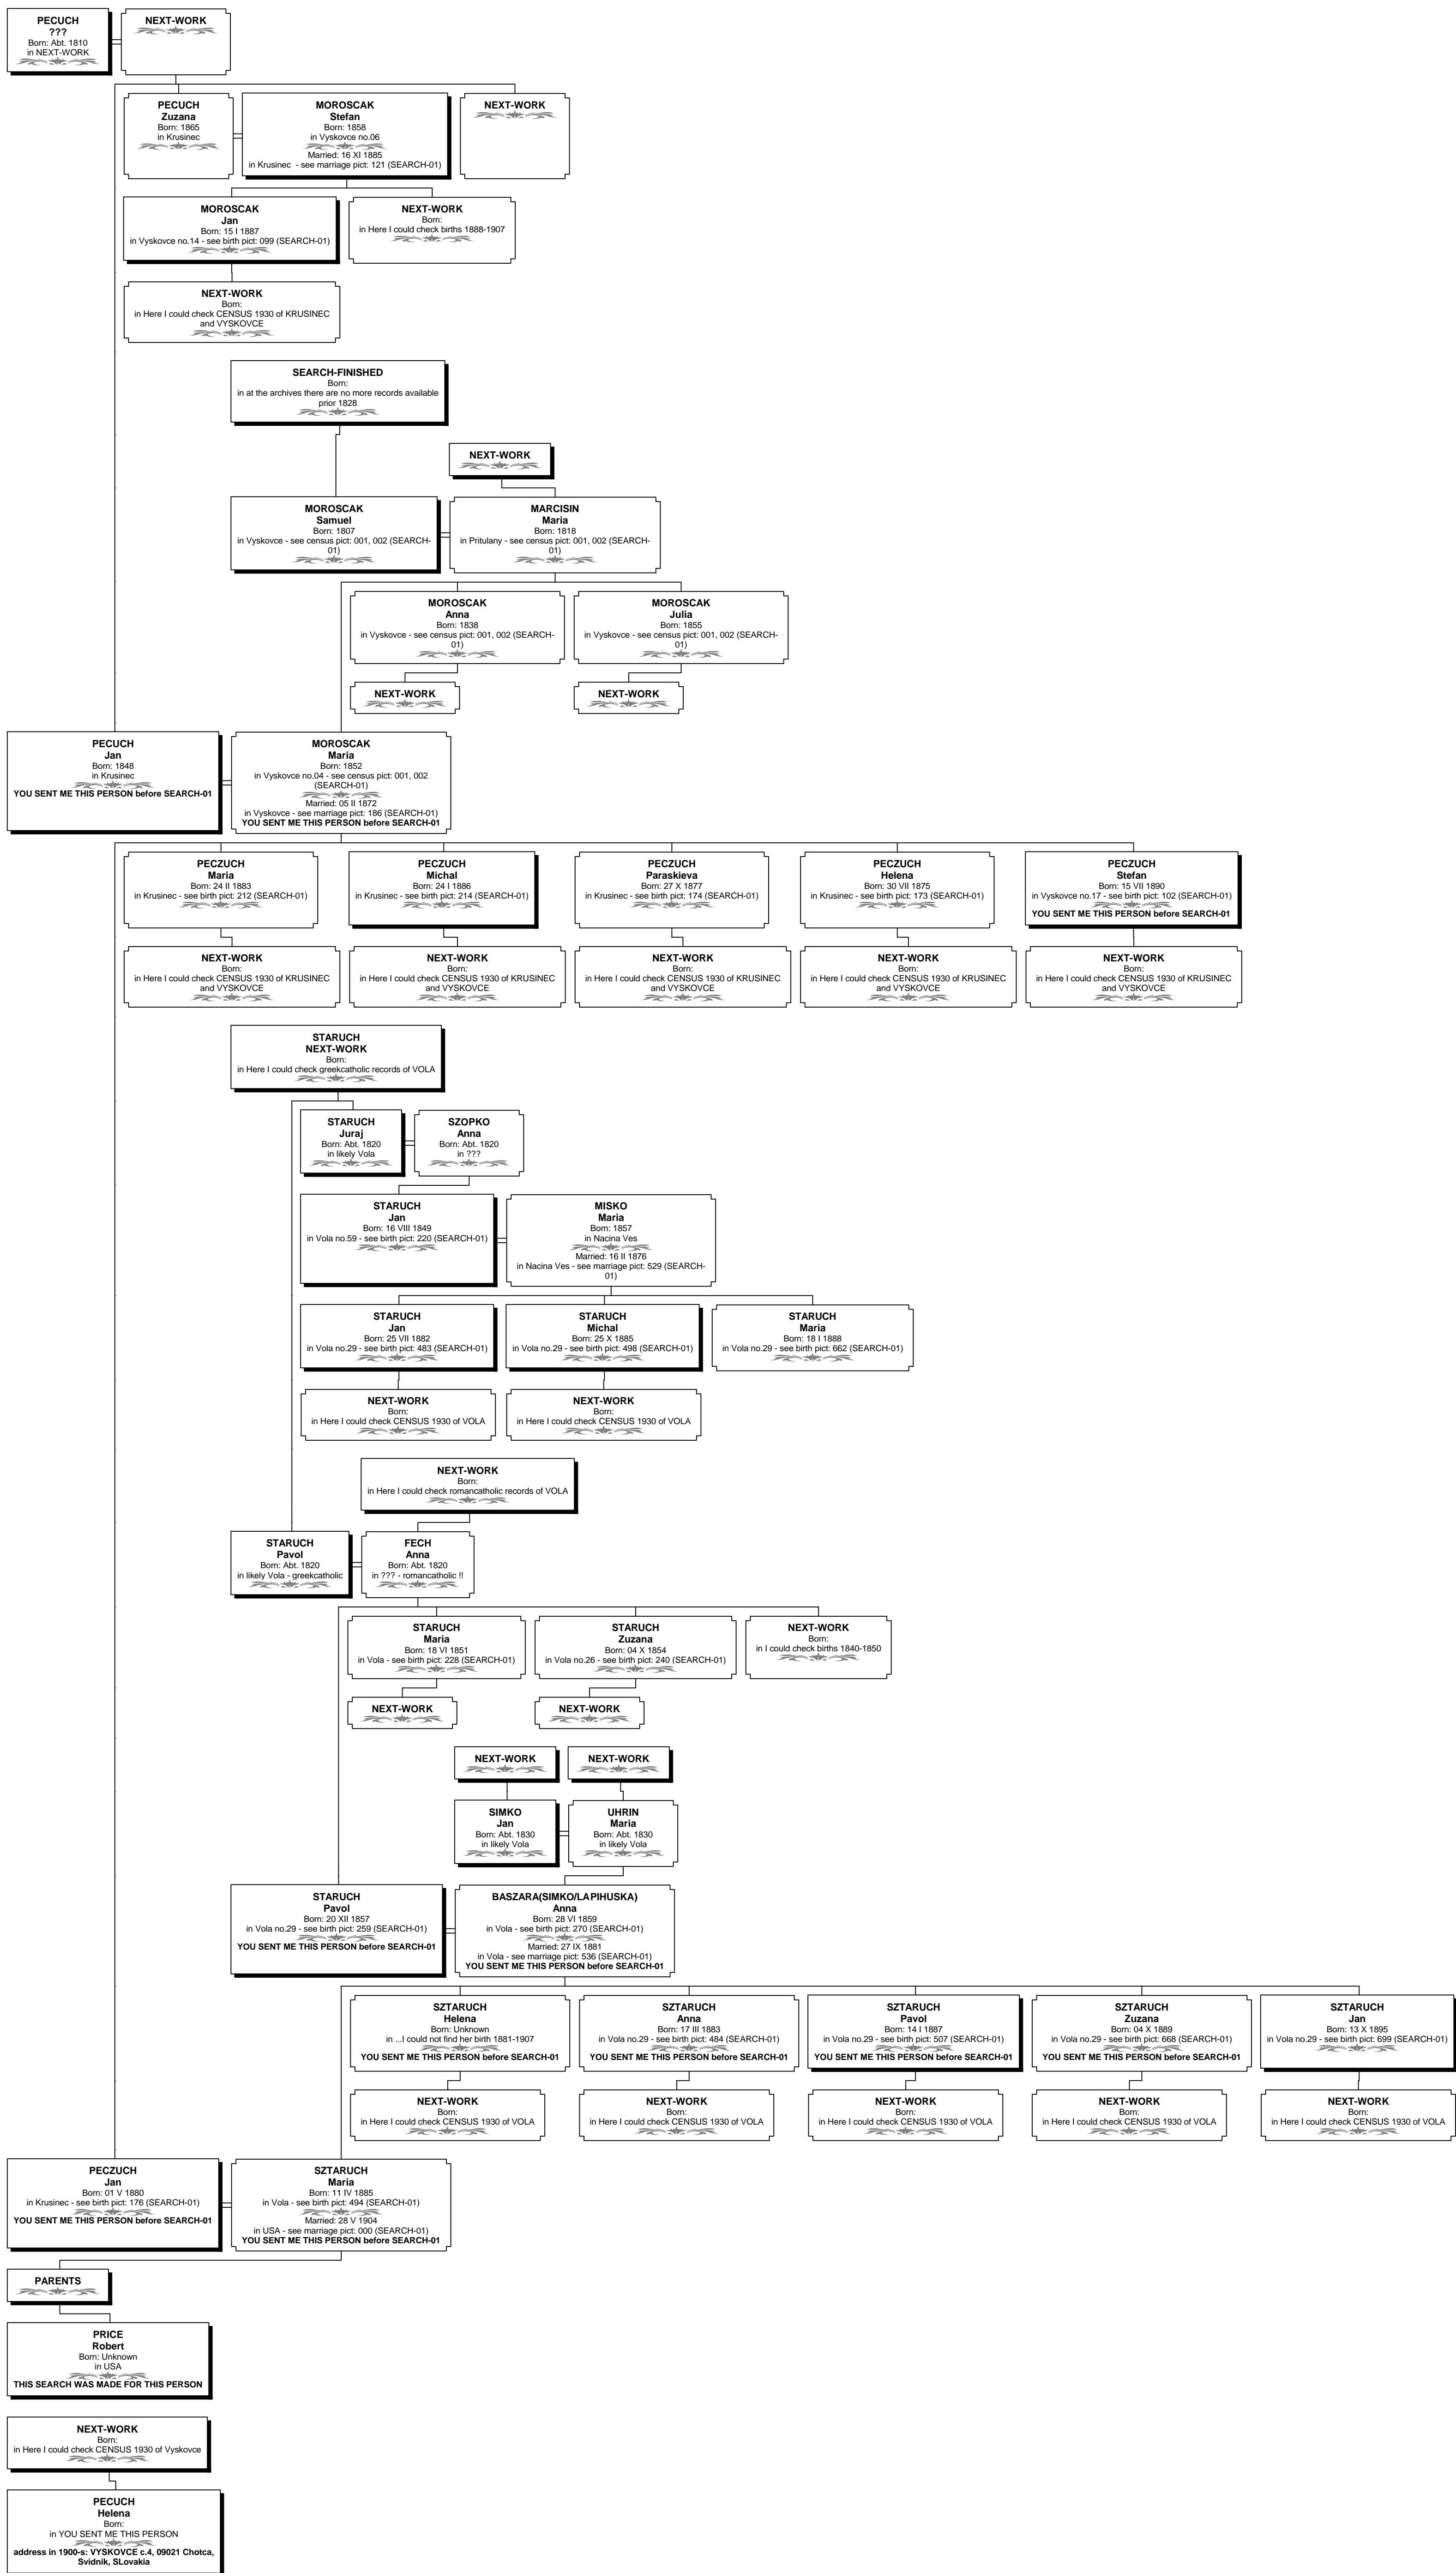 PECUCH
???
Born: Abt. 1810
in NEXT-WORK
NEXT-WORK
PECUCH
Zuzana
Born: 1865
in Krusinec
MOROSCAK
Stefan
Born: 1858
in Vyskovce no.06
Married: 16 XI 1885
in Krusinec - see marriage pict: 121 (SEARCH-01)
NEXT-WORK
MOROSCAK
Jan
Born: 15 I 1887
in Vyskovce no.14 - see birth pict: 099 (SEARCH-01)
NEXT-WORK
Born:
in Here I could check births 1888-1907
NEXT-WORK
Born:
in Here I could check CENSUS 1930 of KRUSINEC
and VYSKOVCE
SEARCH-FINISHED
Born:
in at the archives there are no more records available
prior 1828
NEXT-WORK
MOROSCAK
Samuel
Born: 1807
in Vyskovce - see census pict: 001, 002 (SEARCH-
01)
MARCISIN
Maria
Born: 1818
in Pritulany - see census pict: 001, 002 (SEARCH-
01)
MOROSCAK
Anna
Born: 1838
in Vyskovce - see census pict: 001, 002 (SEARCH-
01)
MOROSCAK
Julia
Born: 1855
in Vyskovce - see census pict: 001, 002 (SEARCH-
01)
NEXT-WORK
NEXT-WORK
PECUCH
Jan
Born: 1848
in Krusinec
YOU SENT ME THIS PERSON before SEARCH-01
MOROSCAK
Maria
Born: 1852
in Vyskovce no.04 - see census pict: 001, 002
(SEARCH-01)
Married: 05 II 1872
in Vyskovce - see marriage pict: 186 (SEARCH-01)
YOU SENT ME THIS PERSON before SEARCH-01
PECZUCH
Maria
Born: 24 II 1883
in Krusinec - see birth pict: 212 (SEARCH-01)
PECZUCH
Michal
Born: 24 I 1886
in Krusinec - see birth pict: 214 (SEARCH-01)
PECZUCH
Paraskieva
Born: 27 X 1877
in Krusinec - see birth pict: 174 (SEARCH-01)
PECZUCH
Helena
Born: 30 VII 1875
in Krusinec - see birth pict: 173 (SEARCH-01)
PECZUCH
Stefan
Born: 15 VII 1890
in Vyskovce no.17 - see birth pict: 102 (SEARCH-01)
YOU SENT ME THIS PERSON before SEARCH-01
NEXT-WORK
Born:
in Here I could check CENSUS 1930 of KRUSINEC
and VYSKOVCE
NEXT-WORK
Born:
in Here I could check CENSUS 1930 of KRUSINEC
and VYSKOVCE
NEXT-WORK
Born:
in Here I could check CENSUS 1930 of KRUSINEC
and VYSKOVCE
NEXT-WORK
Born:
in Here I could check CENSUS 1930 of KRUSINEC
and VYSKOVCE
NEXT-WORK
Born:
in Here I could check CENSUS 1930 of KRUSINEC
and VYSKOVCE
STARUCH
NEXT-WORK
Born:
in Here I could check greekcatholic records of VOLA
STARUCH
Juraj
Born: Abt. 1820
in likely Vola
SZOPKO
Anna
Born: Abt. 1820
in ???
STARUCH
Jan
Born: 16 VIII 1849
in Vola no.59 - see birth pict: 220 (SEARCH-01)
MISKO
Maria
Born: 1857
in Nacina Ves
Married: 16 II 1876
in Nacina Ves - see marriage pict: 529 (SEARCH-
01)
STARUCH
Jan
Born: 25 VII 1882
in Vola no.29 - see birth pict: 483 (SEARCH-01)
STARUCH
Michal
Born: 25 X 1885
in Vola no.29 - see birth pict: 498 (SEARCH-01)
STARUCH
Maria
Born: 18 I 1888
in Vola no.29 - see birth pict: 662 (SEARCH-01)
NEXT-WORK
Born:
in Here I could check CENSUS 1930 of VOLA
NEXT-WORK
Born:
in Here I could check CENSUS 1930 of VOLA
NEXT-WORK
Born:
in Here I could check romancatholic records of VOLA
STARUCH
Pavol
Born: Abt. 1820
in likely Vola - greekcatholic
FECH
Anna
Born: Abt. 1820
in ??? - romancatholic !!
STARUCH
Maria
Born: 18 VI 1851
in Vola - see birth pict: 228 (SEARCH-01)
STARUCH
Zuzana
Born: 04 X 1854
in Vola no.26 - see birth pict: 240 (SEARCH-01)
NEXT-WORK
Born:
in I could check births 1840-1850
NEXT-WORK
NEXT-WORK
NEXT-WORK
NEXT-WORK
SIMKO
Jan
Born: Abt. 1830
in likely Vola
UHRIN
Maria
Born: Abt. 1830
in likely Vola
STARUCH
Pavol
Born: 20 XII 1857
in Vola no.29 - see birth pict: 259 (SEARCH-01)
YOU SENT ME THIS PERSON before SEARCH-01
BASZARA(SIMKO/LAPIHUSKA)
Anna
Born: 28 VI 1859
in Vola - see birth pict: 270 (SEARCH-01)
Married: 27 IX 1881
in Vola - see marriage pict: 536 (SEARCH-01)
YOU SENT ME THIS PERSON before SEARCH-01
SZTARUCH
Helena
Born: Unknown
in ...I could not find her birth 1881-1907
YOU SENT ME THIS PERSON before SEARCH-01
SZTARUCH
Anna
Born: 17 III 1883
in Vola no.29 - see birth pict: 484 (SEARCH-01)
YOU SENT ME THIS PERSON before SEARCH-01
SZTARUCH
Pavol
Born: 14 I 1887
in Vola no.29 - see birth pict: 507 (SEARCH-01)
YOU SENT ME THIS PERSON before SEARCH-01
SZTARUCH
Zuzana
Born: 04 X 1889
in Vola no.29 - see birth pict: 668 (SEARCH-01)
YOU SENT ME THIS PERSON before SEARCH-01
SZTARUCH
Jan
Born: 13 X 1895
in Vola no.29 - see birth pict: 699 (SEARCH-01)
NEXT-WORK
Born:
in Here I could check CENSUS 1930 of VOLA
NEXT-WORK
Born:
in Here I could check CENSUS 1930 of VOLA
NEXT-WORK
Born:
in Here I could check CENSUS 1930 of VOLA
NEXT-WORK
Born:
in Here I could check CENSUS 1930 of VOLA
NEXT-WORK
Born:
in Here I could check CENSUS 1930 of VOLA
PECZUCH
Jan
Born: 01 V 1880
in Krusinec - see birth pict: 176 (SEARCH-01)
YOU SENT ME THIS PERSON before SEARCH-01
SZTARUCH
Maria
Born: 11 IV 1885
in Vola - see birth pict: 494 (SEARCH-01)
Married: 28 V 1904
in USA - see marriage pict: 000 (SEARCH-01)
YOU SENT ME THIS PERSON before SEARCH-01
PARENTS
PRICE
Robert
Born: Unknown
in USA
THIS SEARCH WAS MADE FOR THIS PERSON
NEXT-WORK
Born:
in Here I could check CENSUS 1930 of Vyskovce
PECUCH
Helena
Born:
in YOU SENT ME THIS PERSON
address in 1900-s: VYSKOVCE c.4, 09021 Chotca,
Svidnik, SLovakia